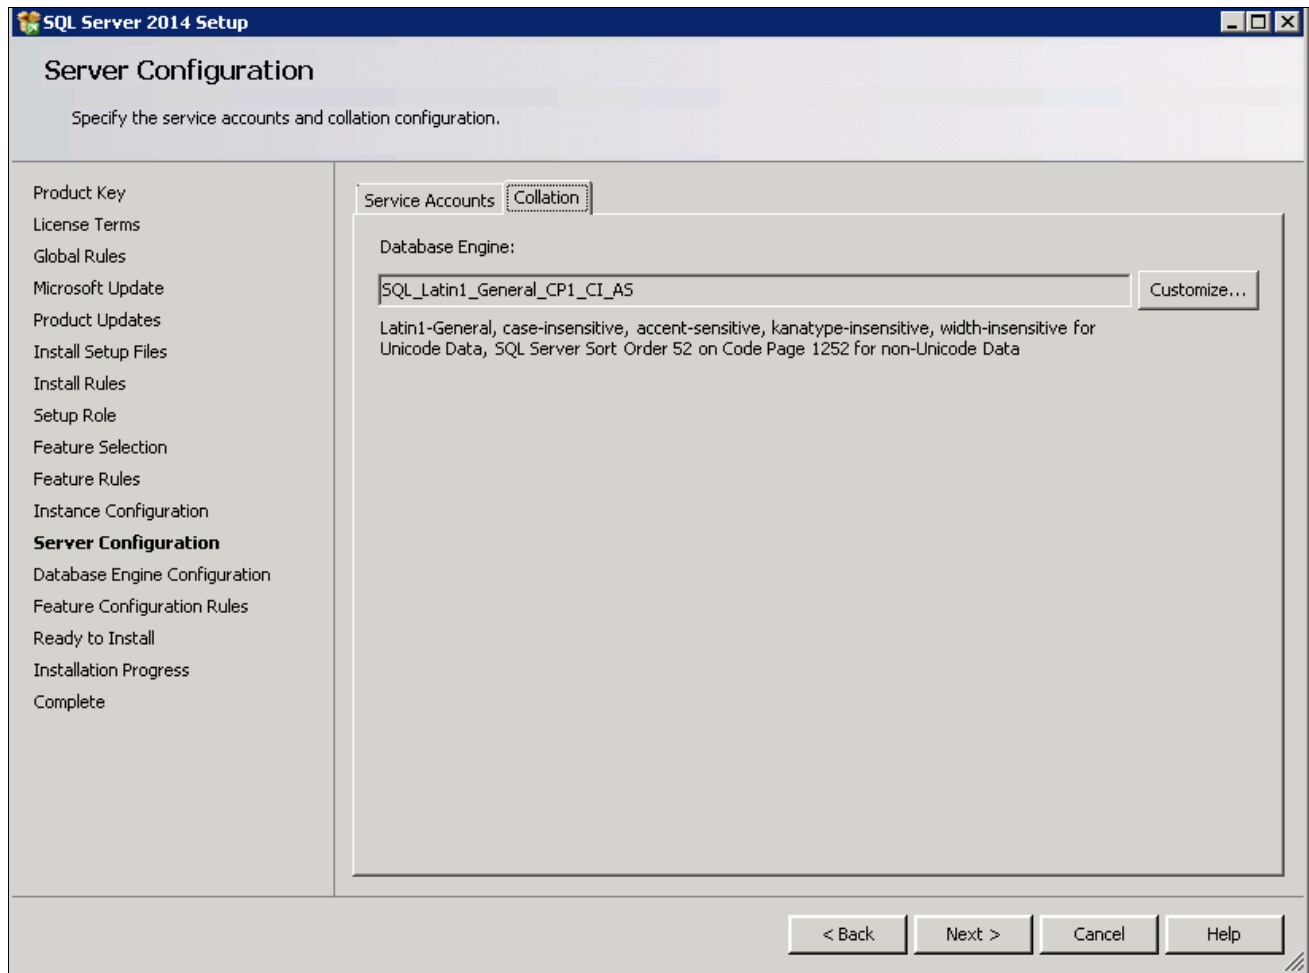 SQL Server 2014 Setup
Server Configuration
Specify the service accounts and collation configuration.
Product Key
License Terms
Global Rules
Microsoft Update
Product Updates
Install Setup Files
Install Rules
Setup Role
Feature Selection
Feature Rules
Instance Configuration
Server Configuration
Database Engine Configuration
Feature Configuration Rules
Ready to Install
Installation Progress
Complete
Service Accounts
Collation
Database Engine:
SQL_Latin1_General_CP1_CI_AS
Customize...
Latin1-General, case-insensitive, accent-sensitive, kanatype-insensitive, width-insensitive for
Unicode Data, SQL Server Sort Order 52 on Code Page 1252 for non-Unicode Data
< Back
Next >
Cancel
Help